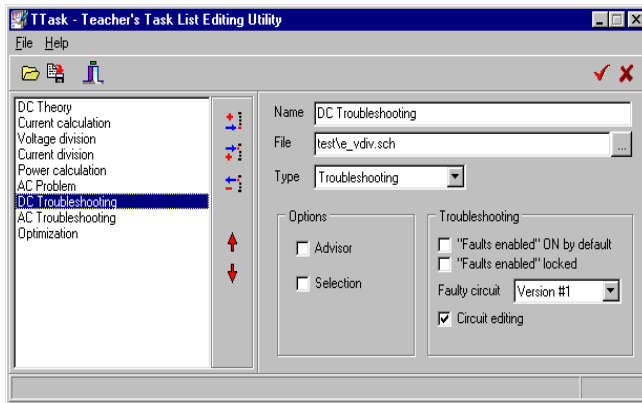 TTask - Teacher's Task List Editing Utility
File Help
DC Theory
Current calculation
Voltage division
Current division
Power calculation
AC Problem
DC Troubleshooting
AC Troubleshooting
Optimization
Name DC Troubleshooting
File test\e_vdiv.sch ...
Type Troubleshooting
Options
Advisor
Selection
Troubleshooting
"Faults enabled" ON by default
"Faults enabled" locked
Faulty circuit Version #1
Circuit editing